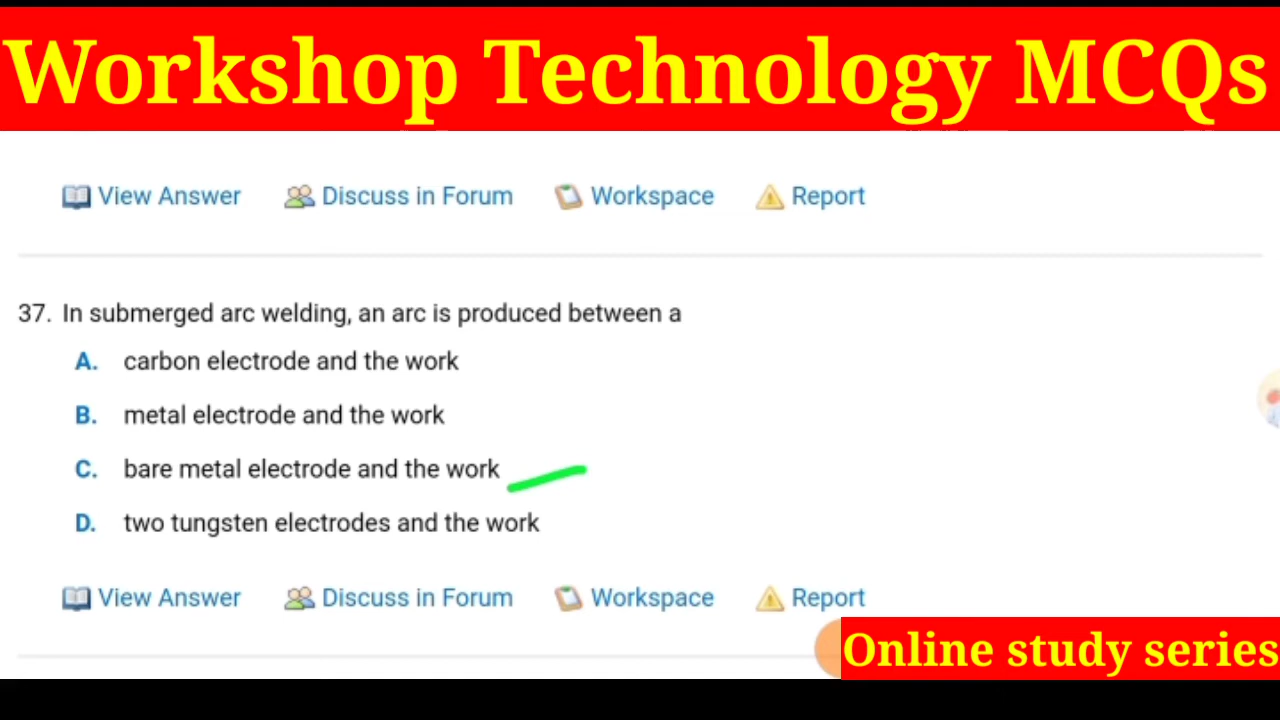 Workshop Technology MCQs
View Answer Discuss in Forum Workspace Report
37. In submerged arc welding, an arc is produced between a
A. carbon electrode and the work
B. metal electrode and the work
C. bare metal electrode and the work
D. two tungsten electrodes and the work
View Answer Discuss in Forum Workspace Report
Online study series